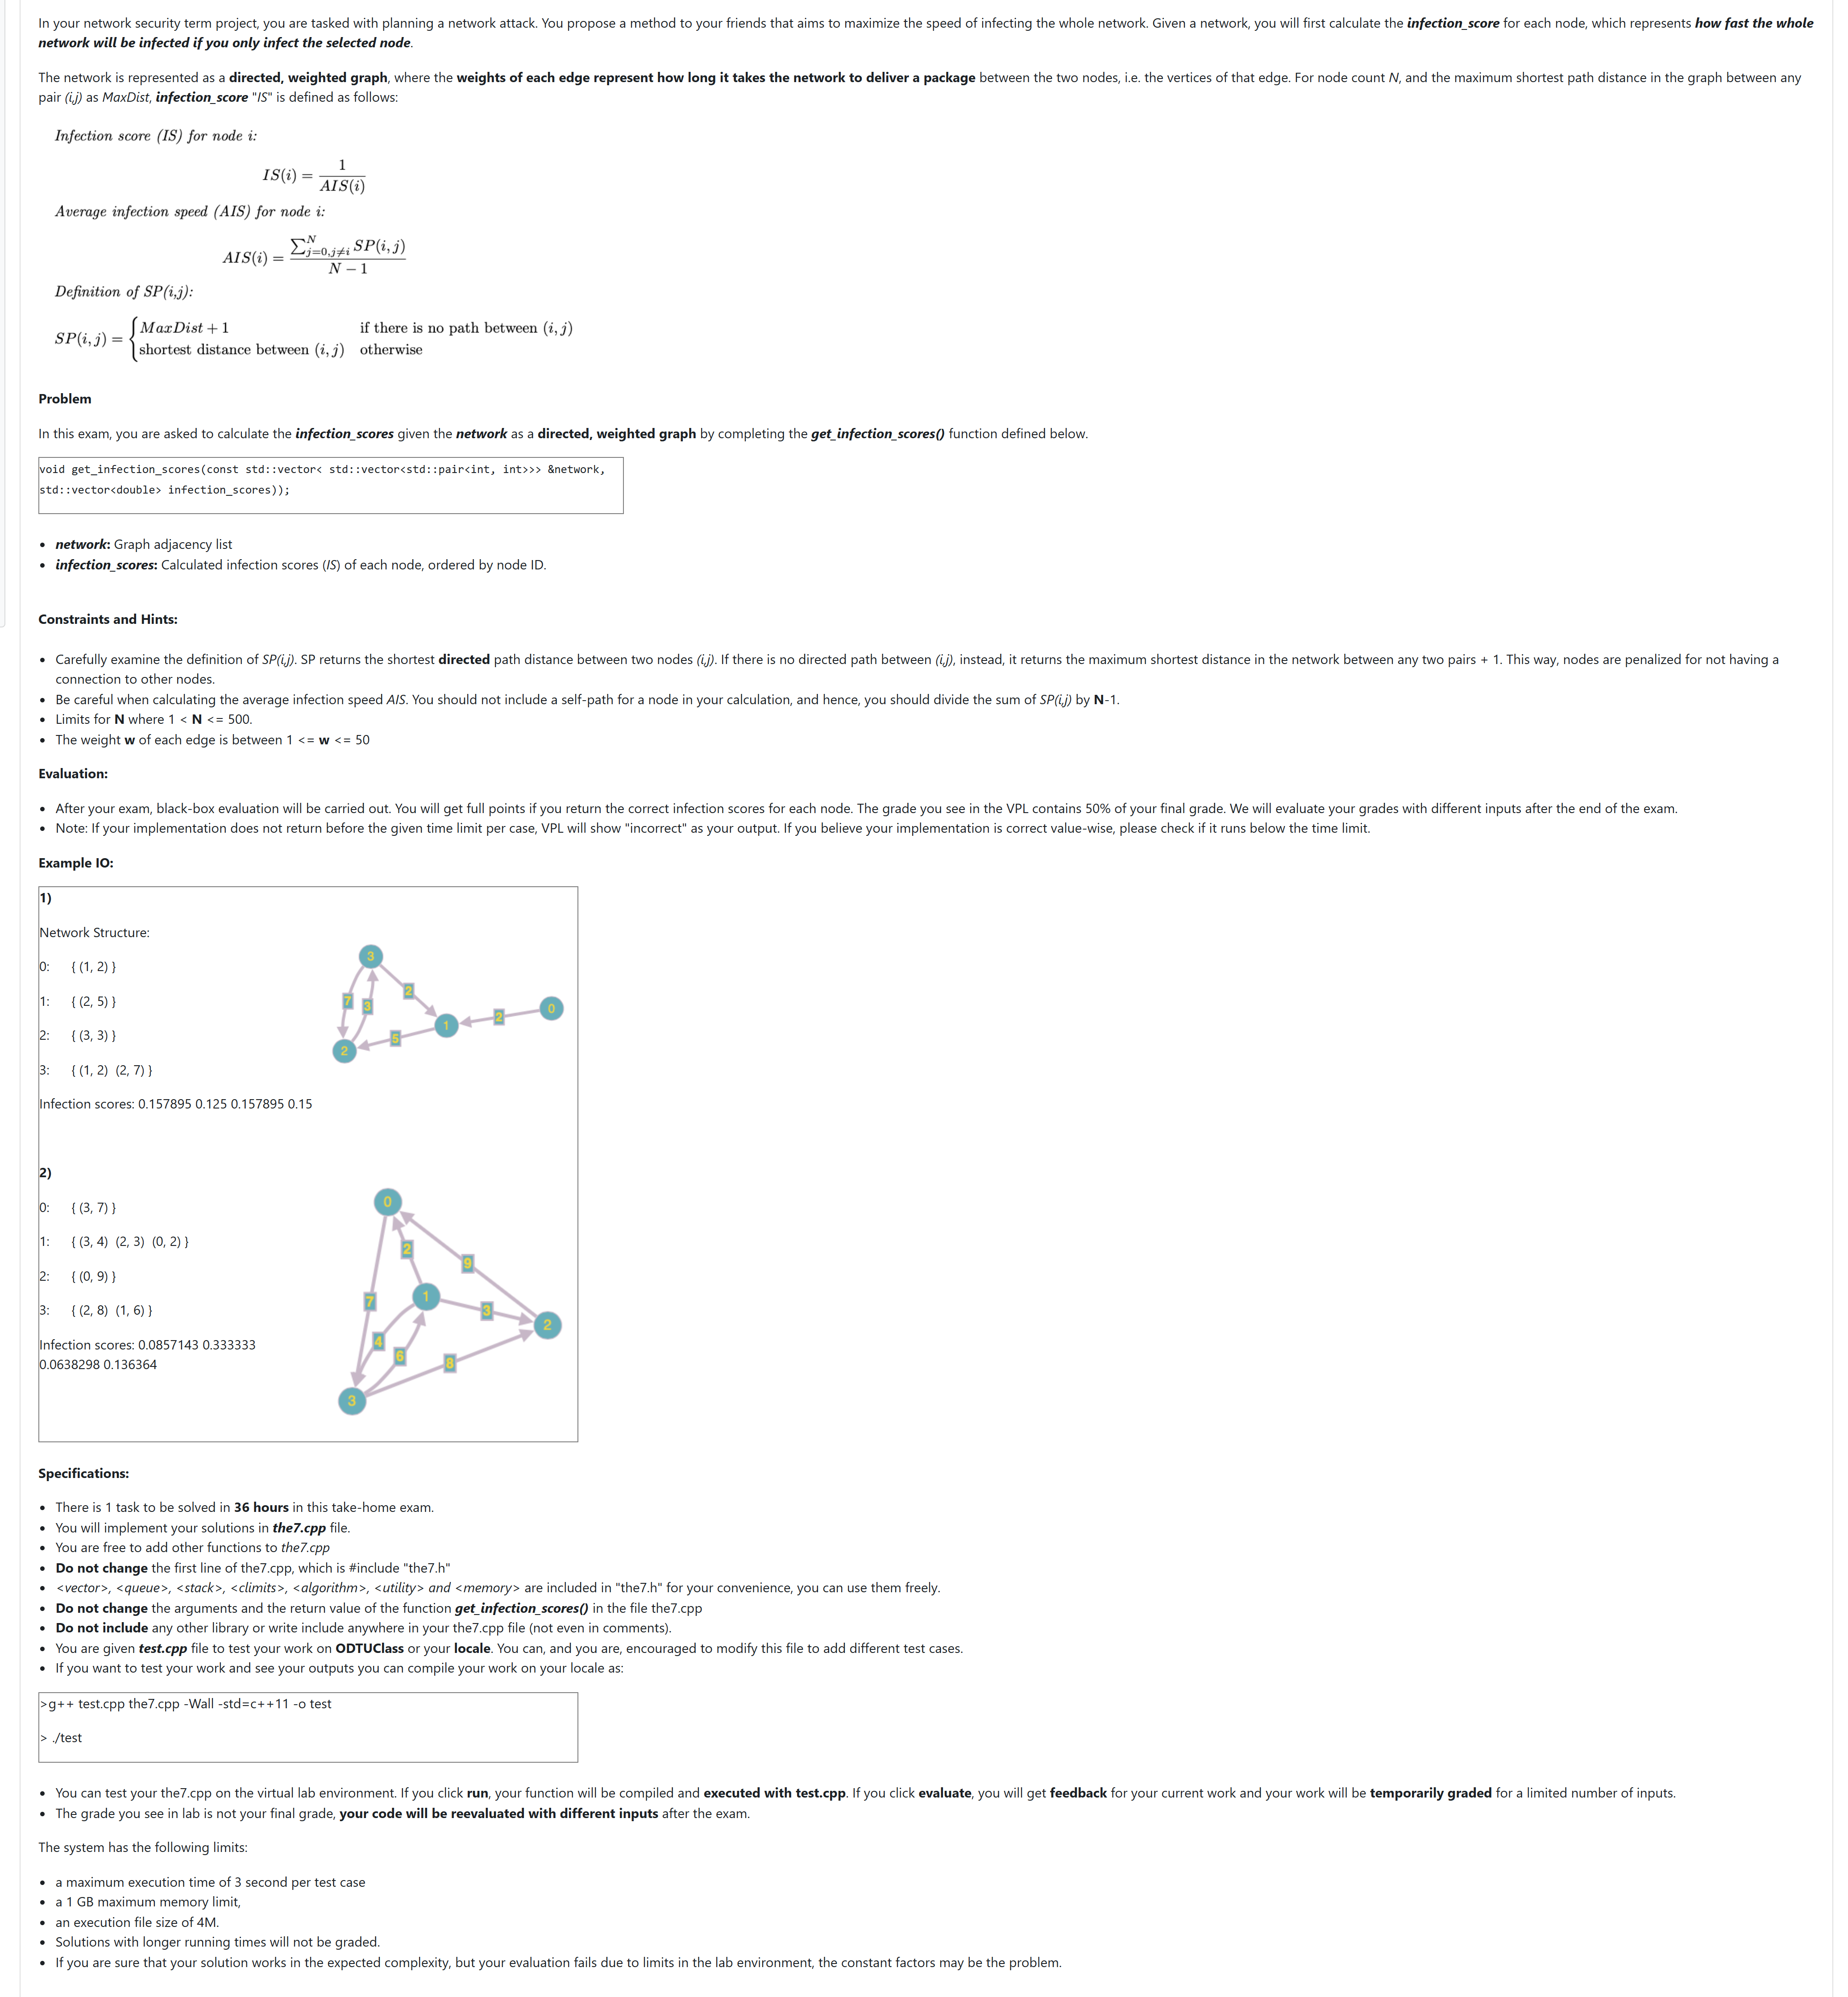 In your network security term project, you are tasked with planning a network attack. You propose a method to your friends that aims to maximize the speed of infecting the whole network. Given a network, you will first calculate the infection_score for each node, which represents how fast the whole
network will be infected if you only infect the selected node.
The network is represented as a directed, weighted graph, where the weights of each edge represent how long it takes the network to deliver a package between the two nodes, i.e. the vertices of that edge. For node count N, and the maximum shortest path distance in the graph between any
pair (i,j) as MaxDist, infection_score "IS" is defined as follows:
Infection score (IS) for node i:
IS(i) = 1 / AIS(i)
Average infection speed (AIS) for node i:
AIS(i) = ∑_{j=0,j≠i}^{N} SP(i,j) / N − 1
Definition of SP(i,j):
SP(i,j) = { MaxDist + 1 if there is no path between (i,j)
shortest distance between (i,j) otherwise
Problem
In this exam, you are asked to calculate the infection_scores given the network as a directed, weighted graph by completing the get_infection_scores() function defined below.
void get_infection_scores(const std::vector< std::vector<std::pair<int, int>>> &network,
std::vector<double> infection_scores));
• network: Graph adjacency list
• infection_scores: Calculated infection scores (IS) of each node, ordered by node ID.
Constraints and Hints:
• Carefully examine the definition of SP(i,j). SP returns the shortest directed path distance between two nodes (i,j). If there is no directed path between (i,j), instead, it returns the maximum shortest distance in the network between any two pairs + 1. This way, nodes are penalized for not having a
connection to other nodes.
• Be careful when calculating the average infection speed AIS. You should not include a self-path for a node in your calculation, and hence, you should divide the sum of SP(i,j) by N-1.
• Limits for N where 1 < N <= 500.
• The weight w of each edge is between 1 <= w <= 50
Evaluation:
• After your exam, black-box evaluation will be carried out. You will get full points if you return the correct infection scores for each node. The grade you see in the VPL contains 50% of your final grade. We will evaluate your grades with different inputs after the end of the exam.
• Note: If your implementation does not return before the given time limit per case, VPL will show "incorrect" as your output. If you believe your implementation is correct value-wise, please check if it runs below the time limit.
Example IO:
1)
Network Structure:
0: { (1, 2) }
1: { (2, 5) }
2: { (3, 3) }
3: { (1, 2) (2, 7) }
3
2
7
3
0
2
1
5
2
Infection scores: 0.157895 0.125 0.157895 0.15
2)
0: { (3, 7) }
1: { (3, 4) (2, 3) (0, 2) }
2: { (0, 9) }
3: { (2, 8) (1, 6) }
Infection scores: 0.0857143 0.333333
0.0638298 0.136364
0
2
9
1
7
3
2
4
6
8
3
Specifications:
• There is 1 task to be solved in 36 hours in this take-home exam.
• You will implement your solutions in the7.cpp file.
• You are free to add other functions to the7.cpp
• Do not change the first line of the7.cpp, which is #include "the7.h"
• <vector>, <queue>, <stack>, <climits>, <algorithm>, <utility> and <memory> are included in "the7.h" for your convenience, you can use them freely.
• Do not change the arguments and the return value of the function get_infection_scores() in the file the7.cpp
• Do not include any other library or write include anywhere in your the7.cpp file (not even in comments).
• You are given test.cpp file to test your work on ODTUClass or your locale. You can, and you are, encouraged to modify this file to add different test cases.
• If you want to test your work and see your outputs you can compile your work on your locale as:
>g++ test.cpp the7.cpp -Wall -std=c++11 -o test
> ./test
• You can test your the7.cpp on the virtual lab environment. If you click run, your function will be compiled and executed with test.cpp. If you click evaluate, you will get feedback for your current work and your work will be temporarily graded for a limited number of inputs.
• The grade you see in lab is not your final grade, your code will be reevaluated with different inputs after the exam.
The system has the following limits:
• a maximum execution time of 3 second per test case
• a 1 GB maximum memory limit,
• an execution file size of 4M.
• Solutions with longer running times will not be graded.
• If you are sure that your solution works in the expected complexity, but your evaluation fails due to limits in the lab environment, the constant factors may be the problem.